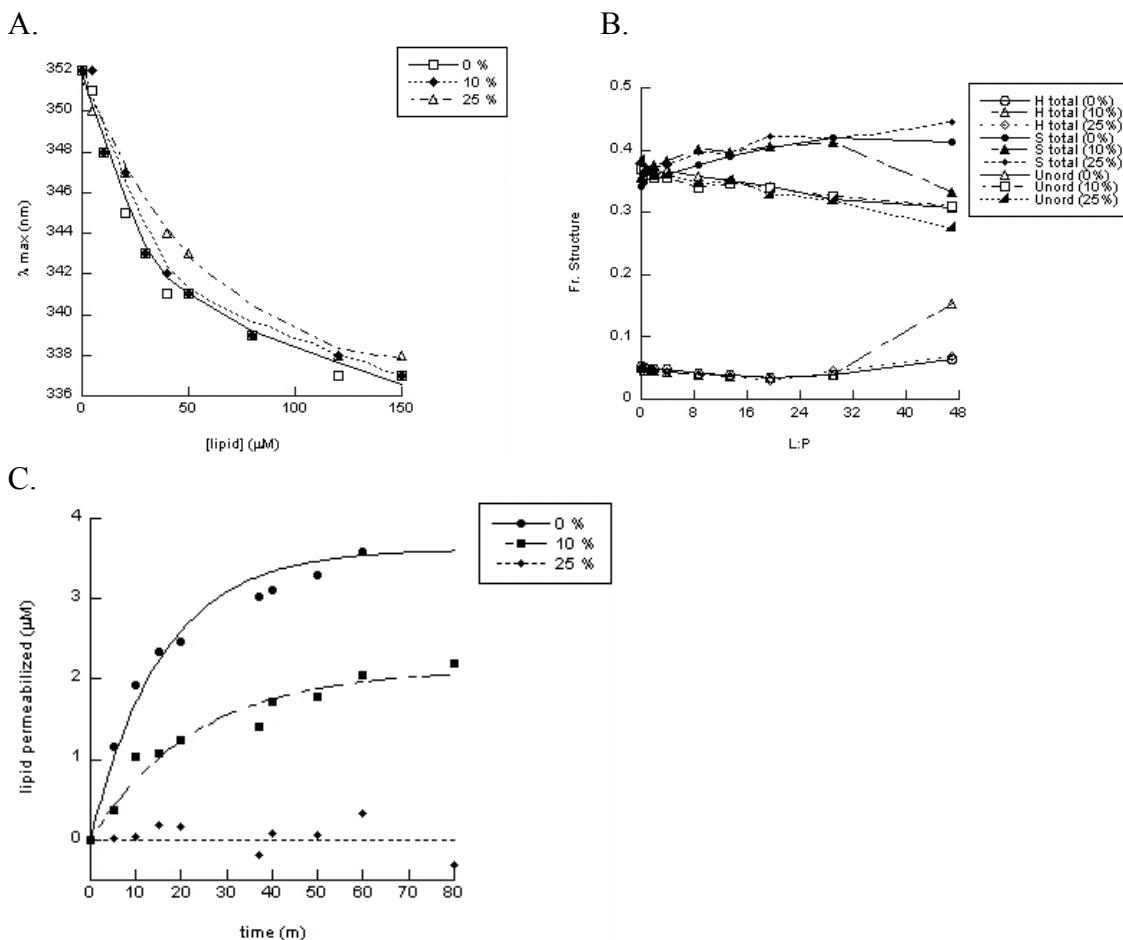 A.
0 %
10 %
25 %
352
350
348
346
344
342
340
338
336
λ max (nm)
0
50
100
150
[lipid] (µM)
B.
H total (0%)
H total (10%)
H total (25%)
S total (0%)
S total (10%)
S total (25%)
Unord (0%)
Unord (10%)
Unord (25%)
0.5
0.4
0.3
0.2
0.1
0
Fr. Structure
0
8
16
24
32
40
48
L:P
C.
0 %
10 %
25 %
4
3
2
1
0
lipid permeabilized (µM)
0
10
20
30
40
50
60
70
80
time (m)